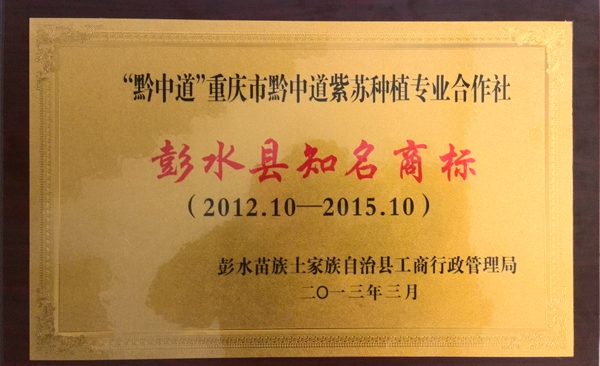 “黔中道”重庆市黔中道紫苏种植专业合作社
彭水县知名商标
（2012.10—2015.10）
彭水苗族土家族自治县工商行政管理局
二〇一三年三月